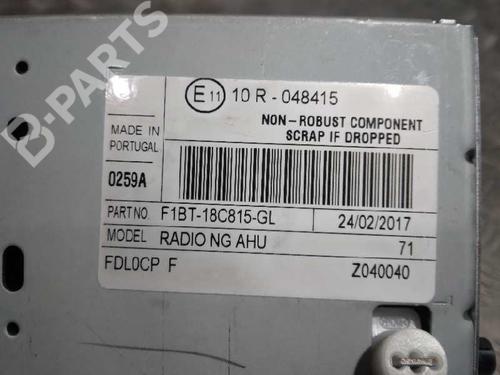 B-PARTS
E11 10 R - 048415
NON-ROBUST COMPONENT
SCRAP IF DROPPED
MADE IN
PORTUGAL
0259A
PART NO. F1BT-18C815-GL 24/02/2017
MODEL RADIO NG AHU 71
FDL0CP F Z040040